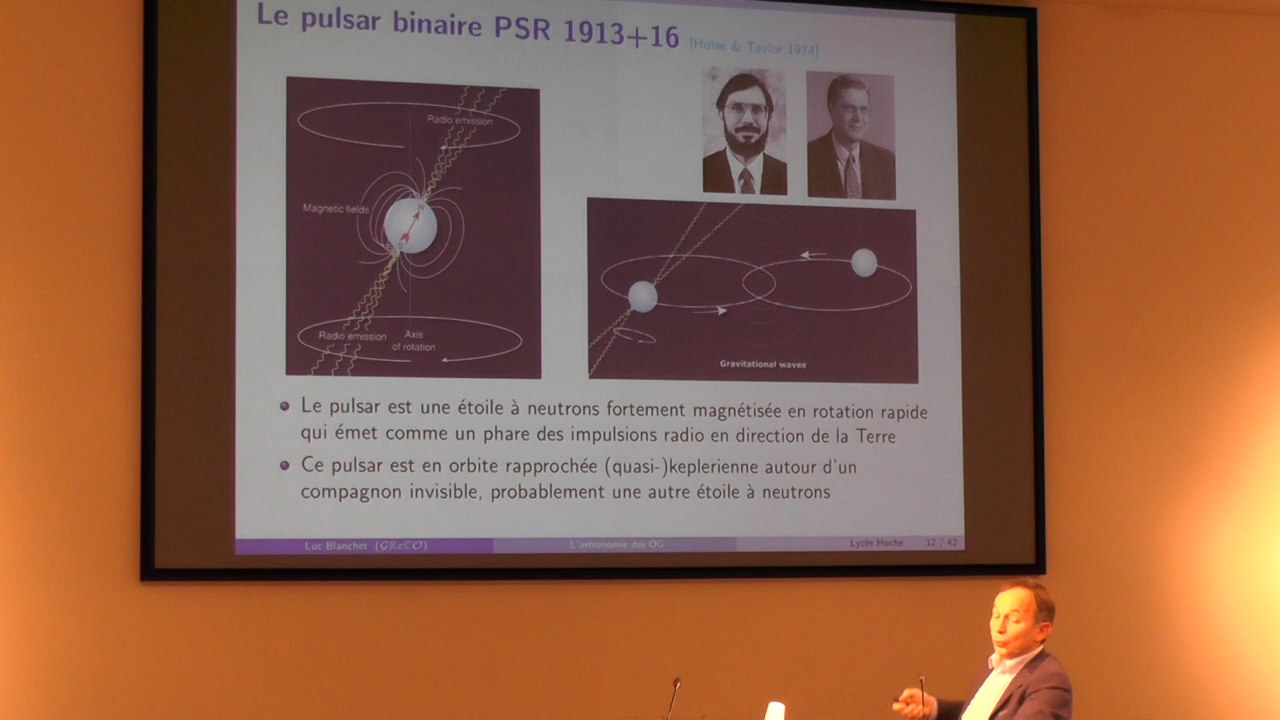 Le pulsar binaire PSR 1913+16 [Hulse & Taylor 1974]
Radio emission
Magnetic fields
N
S
Radio emission
Axis
of rotation
Gravitational waves
Le pulsar est une étoile à neutrons fortement magnétisée en rotation rapide
qui émet comme un phare des impulsions radio en direction de la Terre
Ce pulsar est en orbite rapprochée (quasi-)keplerienne autour d'un
compagnon invisible, probablement une autre étoile à neutrons
Luc Blanchet (GRεCO) L'astronomie des OG Lycée Hoche 12 / 42